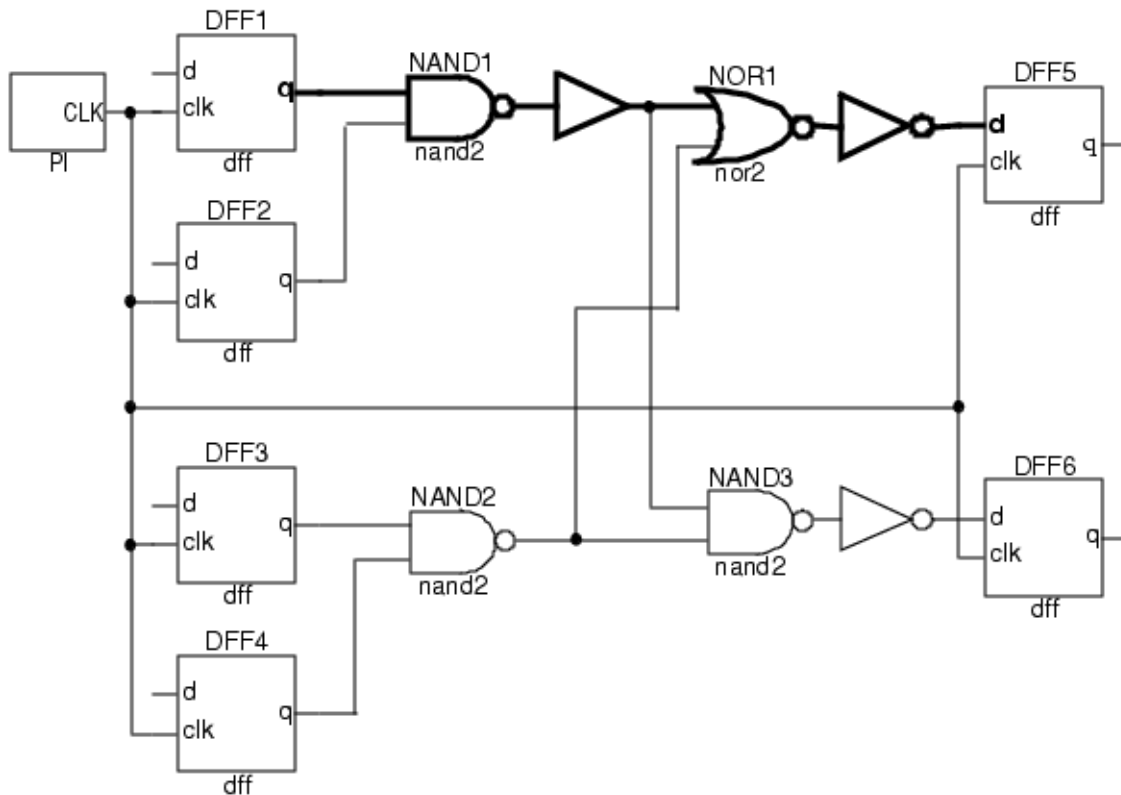 DFF1
d
q
clk
dff
CLK
PI
NAND1
nand2
NOR1
nor2
DFF5
d
clk
q
dff
DFF2
d
q
clk
dff
DFF3
d
q
clk
dff
NAND2
nand2
NAND3
nand2
DFF6
d
clk
q
dff
DFF4
d
q
clk
dff